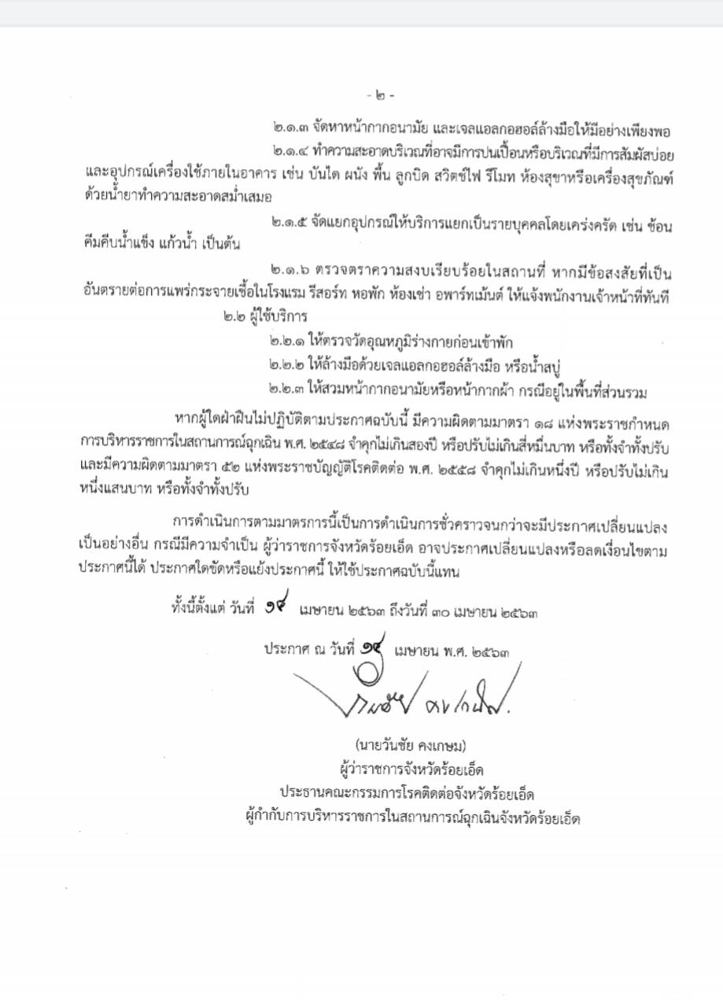 - ๒ -
๒.๑.๓ จัดหาหน้ากากอนามัย และเจลแอลกอฮอล์ล้างมือให้มีอย่างเพียงพอ
๒.๑.๔ ทำความสะอาดบริเวณที่อาจมีการปนเปื้อนหรือบริเวณที่มีการสัมผัสบ่อย
และอุปกรณ์เครื่องใช้ภายในอาคาร เช่น บันได ผนัง พื้น ลูกบิด สวิตช์ไฟ รีโมท ห้องสุขาหรือเครื่องสุขภัณฑ์
ด้วยน้ำยาทำความสะอาดสม่ำเสมอ
๒.๑.๕ จัดแยกอุปกรณ์ให้บริการแยกเป็นรายบุคคลโดยเคร่งครัด เช่น ช้อน
คีมคีบน้ำแข็ง แก้วน้ำ เป็นต้น
๒.๑.๖ ตรวจตราความสงบเรียบร้อยในสถานที่ หากมีข้อสงสัยที่เป็น
อันตรายต่อการแพร่กระจายเชื้อในโรงแรม รีสอร์ท หอพัก ห้องเช่า อพาร์ทเม้นต์ ให้แจ้งพนักงานเจ้าหน้าที่ทันที
๒.๒ ผู้ใช้บริการ
๒.๒.๑ ให้ตรวจวัดอุณหภูมิร่างกายก่อนเข้าพัก
๒.๒.๒ ให้ล้างมือด้วยเจลแอลกอฮอล์ล้างมือ หรือน้ำสบู่
๒.๒.๓ ให้สวมหน้ากากอนามัยหรือหน้ากากผ้า กรณีอยู่ในพื้นที่ส่วนรวม
หากผู้ใดฝ่าฝืนไม่ปฏิบัติตามประกาศฉบับนี้ มีความผิดตามมาตรา ๑๘ แห่งพระราชกำหนด
การบริหารราชการในสถานการณ์ฉุกเฉิน พ.ศ. ๒๕๔๘ จำคุกไม่เกินสองปี หรือปรับไม่เกินสี่หมื่นบาท หรือทั้งจำทั้งปรับ
และมีความผิดตามมาตรา ๕๒ แห่งพระราชบัญญัติโรคติดต่อ พ.ศ. ๒๕๕๘ จำคุกไม่เกินหนึ่งปี หรือปรับไม่เกิน
หนึ่งแสนบาท หรือทั้งจำทั้งปรับ
การดำเนินการตามมาตรการนี้เป็นการดำเนินการชั่วคราวจนกว่าจะมีประกาศเปลี่ยนแปลง
เป็นอย่างอื่น กรณีมีความจำเป็น ผู้ว่าราชการจังหวัดร้อยเอ็ด อาจประกาศเปลี่ยนแปลงหรือลดเงื่อนไขตาม
ประกาศนี้ได้ ประกาศใดขัดหรือแย้งประกาศนี้ ให้ใช้ประกาศฉบับนี้แทน
ทั้งนี้ตั้งแต่ วันที่ ๑๔ เมษายน ๒๕๖๓ ถึงวันที่ ๓๐ เมษายน ๒๕๖๓
ประกาศ ณ วันที่ ๑๔ เมษายน พ.ศ. ๒๕๖๓
(นายวันชัย คงเกษม)
ผู้ว่าราชการจังหวัดร้อยเอ็ด
ประธานคณะกรรมการโรคติดต่อจังหวัดร้อยเอ็ด
ผู้กำกับการบริหารราชการในสถานการณ์ฉุกเฉินจังหวัดร้อยเอ็ด